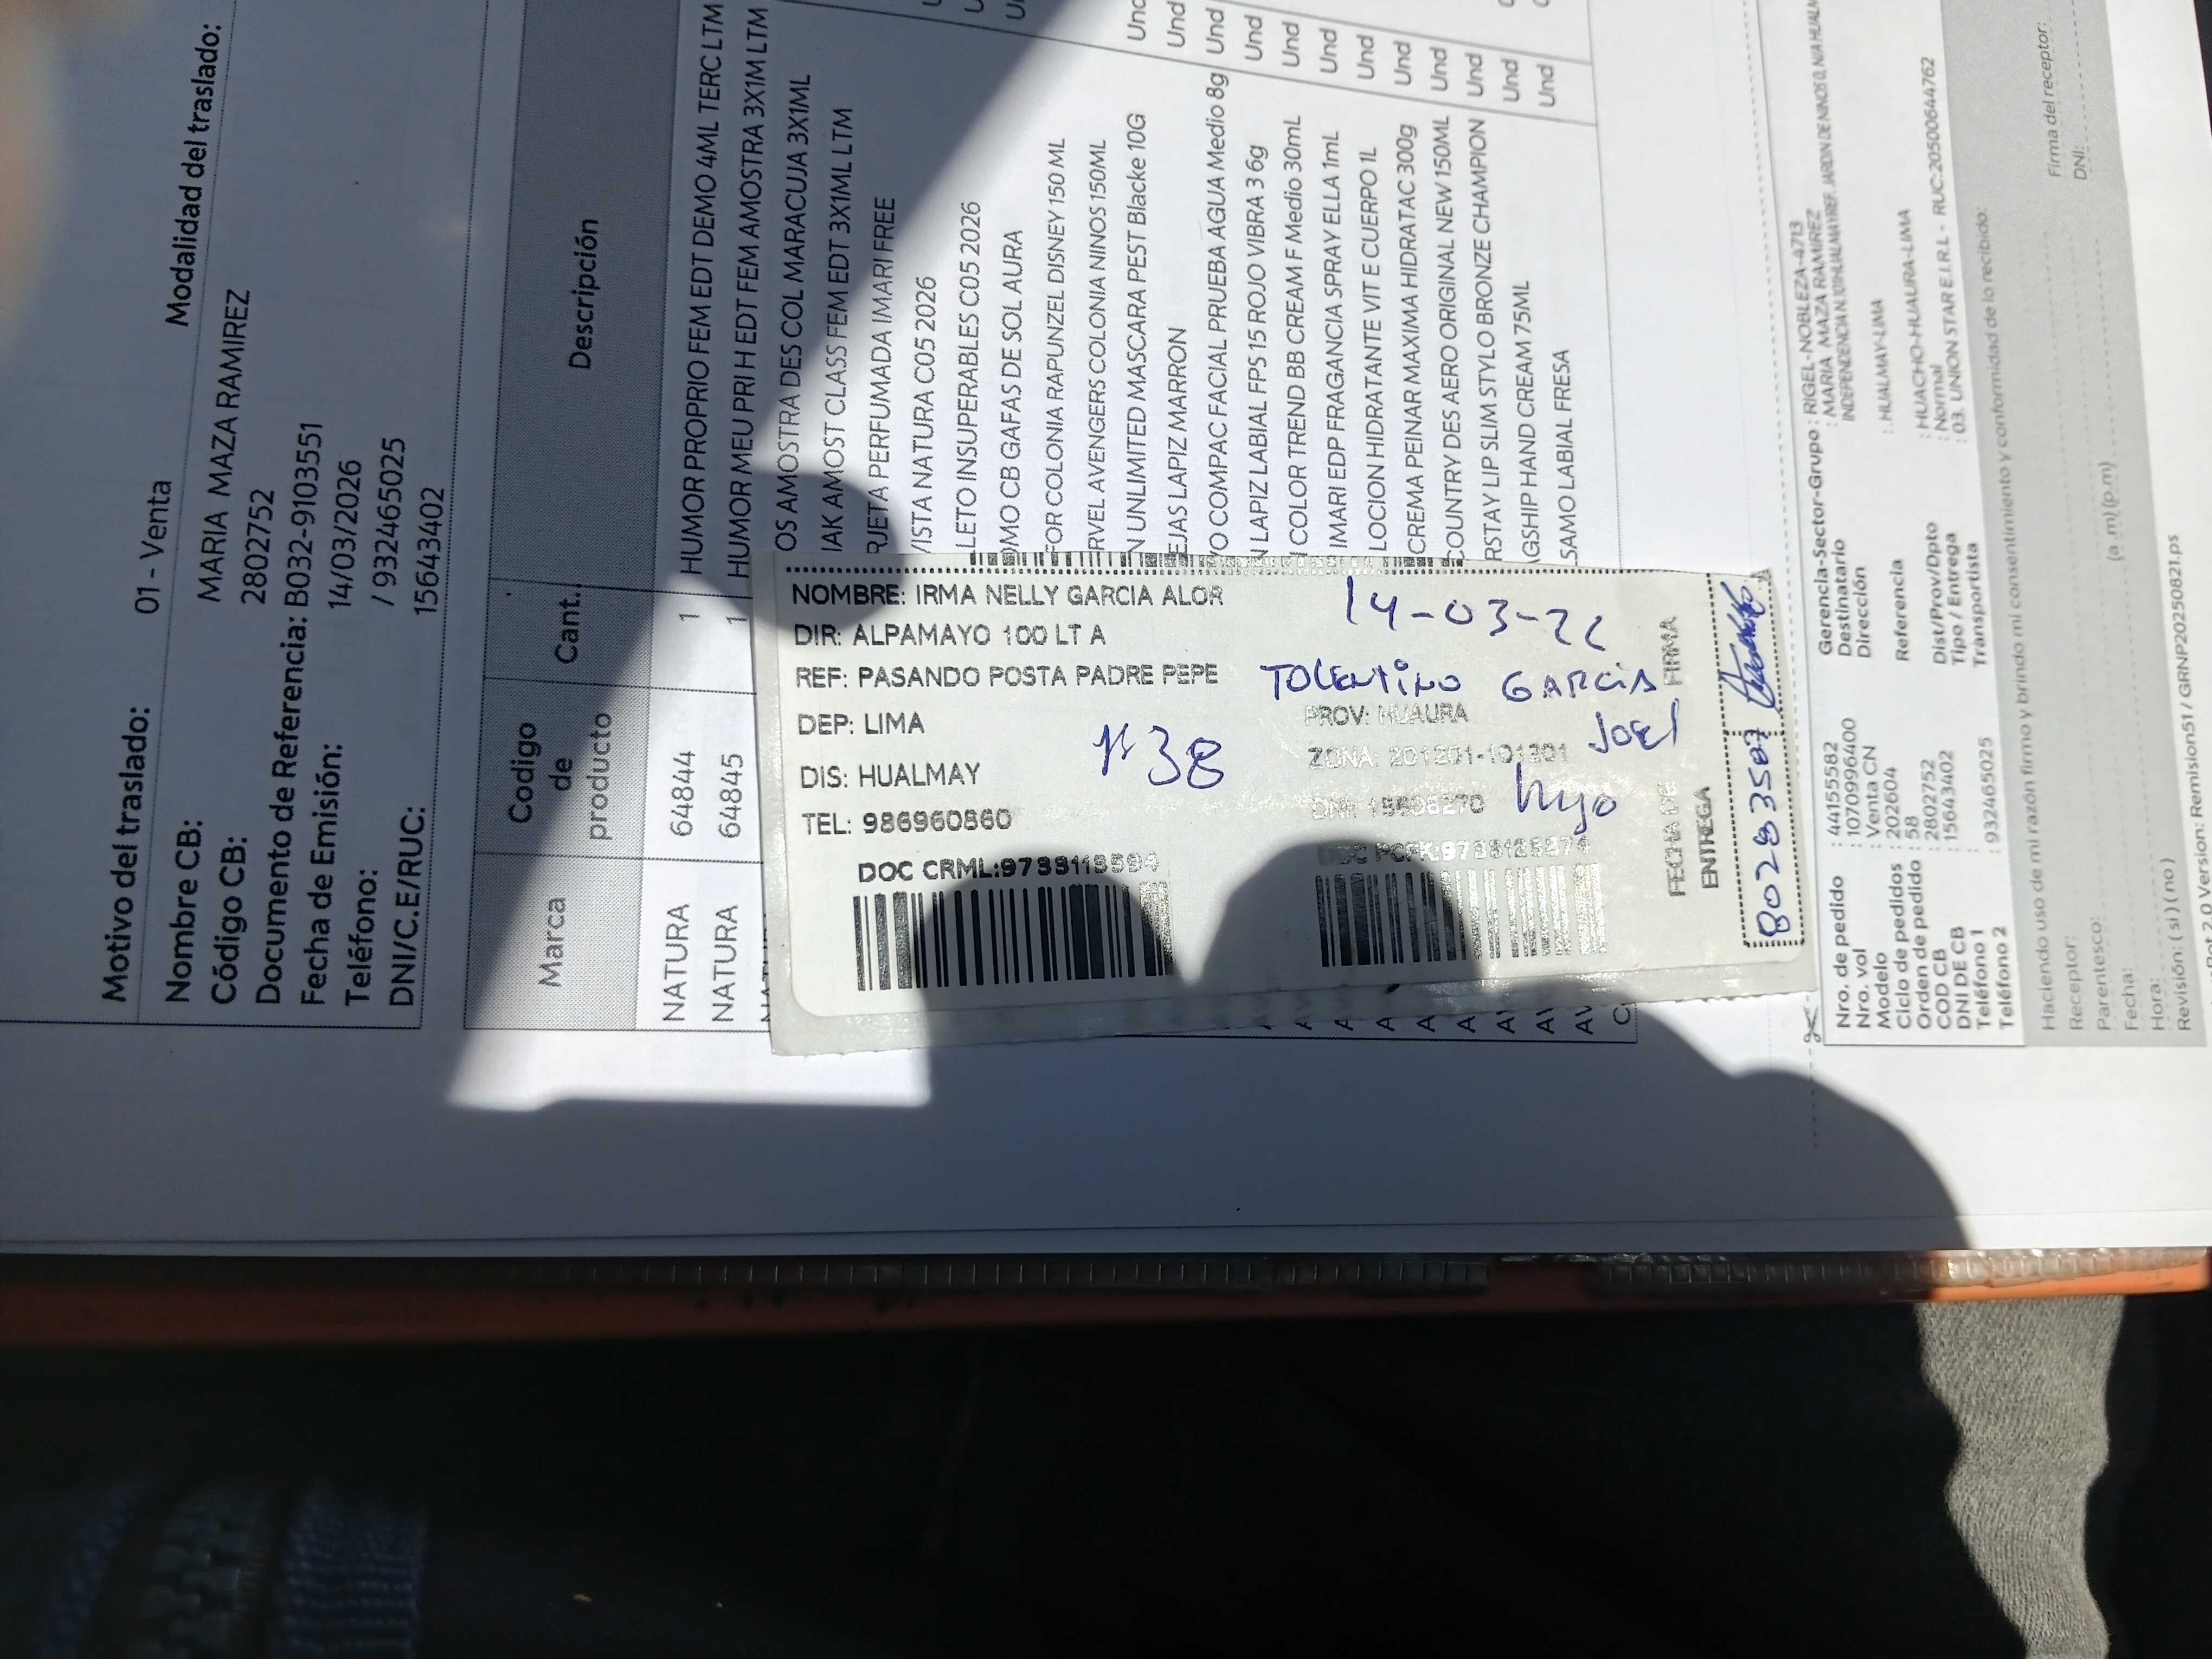 Motivo del traslado: 01 - Venta Modalidad del traslado:
Nombre CB: MARIA MAZA RAMIREZ
Código CB: 2802752
Documento de Referencia: B032-9103551
Fecha de Emisión: 14/03/2026
Teléfono: / 932465025
DNI/C.E/RUC: 15643402
Marca Codigo de producto Cant.. Descripción
NATURA 64844 1 HUMOR PROPRIO FEM EDT DEMO 4ML TERC LTM
NATURA 64845 1 HUMOR MEU PRI H EDT FEM AMOSTRA 3X1M LTM
OS AMOSTRA DES COL MARACUJA 3X1ML
IAK AMOST CLASS FEM EDT 3X1ML LTM
RJETA PERFUMADA IMARI FREE
VISTA NATURA C05 2026
LETO INSUPERABLES C05 2026
OMO CB GAFAS DE SOL AURA
FOR COLONIA RAPUNZEL DISNEY 150 ML
RVEL AVENGERS COLONIA NINOS 150ML Und
N UNLIMITED MASCARA PEST Blacke 10G Und
EJAS LAPIZ MARRON Und
VO COMPAC FACIAL PRUEBA AGUA Medio 8g Und
N LAPIZ LABIAL FPS 15 ROJO VIBRA 3 6g Und
COLOR TREND BB CREAM F Medio 30mL Und
IMARI EDP FRAGANCIA SPRAY ELLA 1mL Und
LOCION HIDRATANTE VIT E CUERPO 1L Und
CREMA PEINAR MAXIMA HIDRATAC 300g Und
COUNTRY DES AERO ORIGINAL NEW 150ML Und
RSTAY LIP SLIM STYLO BRONZE CHAMPION Und
GSHIP HAND CREAM 75ML Und
SAMO LABIAL FRESA
NOMBRE: IRMA NELLY GARCIA ALOR
14-03-26
DIR: ALPAMAYO 100 LT A
REF: PASANDO POSTA PADRE PEPE
TOLENTINO GARCIA
JOEL
DEP: LIMA PROV: HUAURA
#38
DIS: HUALMAY ZONA: 201201-101201
hijo
TEL: 986960860
DOC CRML:9733119594
FECHA DE ENTREGA
FIRMA
80283507
Nro. de pedido : 44155582
Nro. vol : 10709964​00
Modelo : Venta CN
Ciclo de pedidos : 202604
Orden de pedido : 58
COD CB : 2802752
DNI DE CB : 15643402
Teléfono 1
Teléfono 2 : 932465025
Gerencia-Sector-Grupo : RIGEL-NOBLEZA-4713
Destinatario : MARIA MAZA RAMIREZ
Dirección
Referencia : HUALMAY-LIMA
Dist/Prov/Dpto : HUACHO-HUAURA-LIMA
Tipo / Entrega : Normal
Transportista : 03. UNION STAR E.I.R.L - RUC:20500644762
Haciendo uso de mi razón firmo y brindo mi consentimiento y conformidad de lo recibido:
Receptor:
Parentesco:
Fecha:
Hora: (a .m) (p.m)
Revisión: ( si ) ( no )
Firma del receptor:
DNI:
Version: Remision51 / GRNP20250821.ps